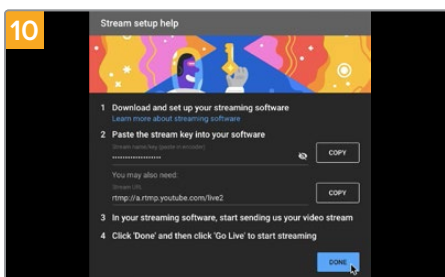 10
Stream setup help
1 Download and set up your streaming software
Learn more about streaming software
2 Paste the stream key into your software
Stream name/key (paste in encoder)
•••••••••••••••••••
COPY
You may also need:
Stream URL
rtmp://a.rtmp.youtube.com/live2
COPY
3 In your streaming software, start sending us your video stream
4 Click 'Done' and then click 'Go Live' to start streaming
DONE